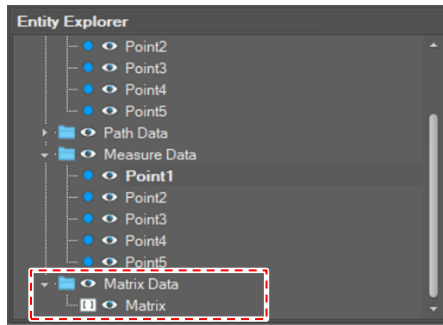 Entity Explorer
Point2
Point3
Point4
Point5
Path Data
Measure Data
Point1
Point2
Point3
Point4
Point5
Matrix Data
Matrix